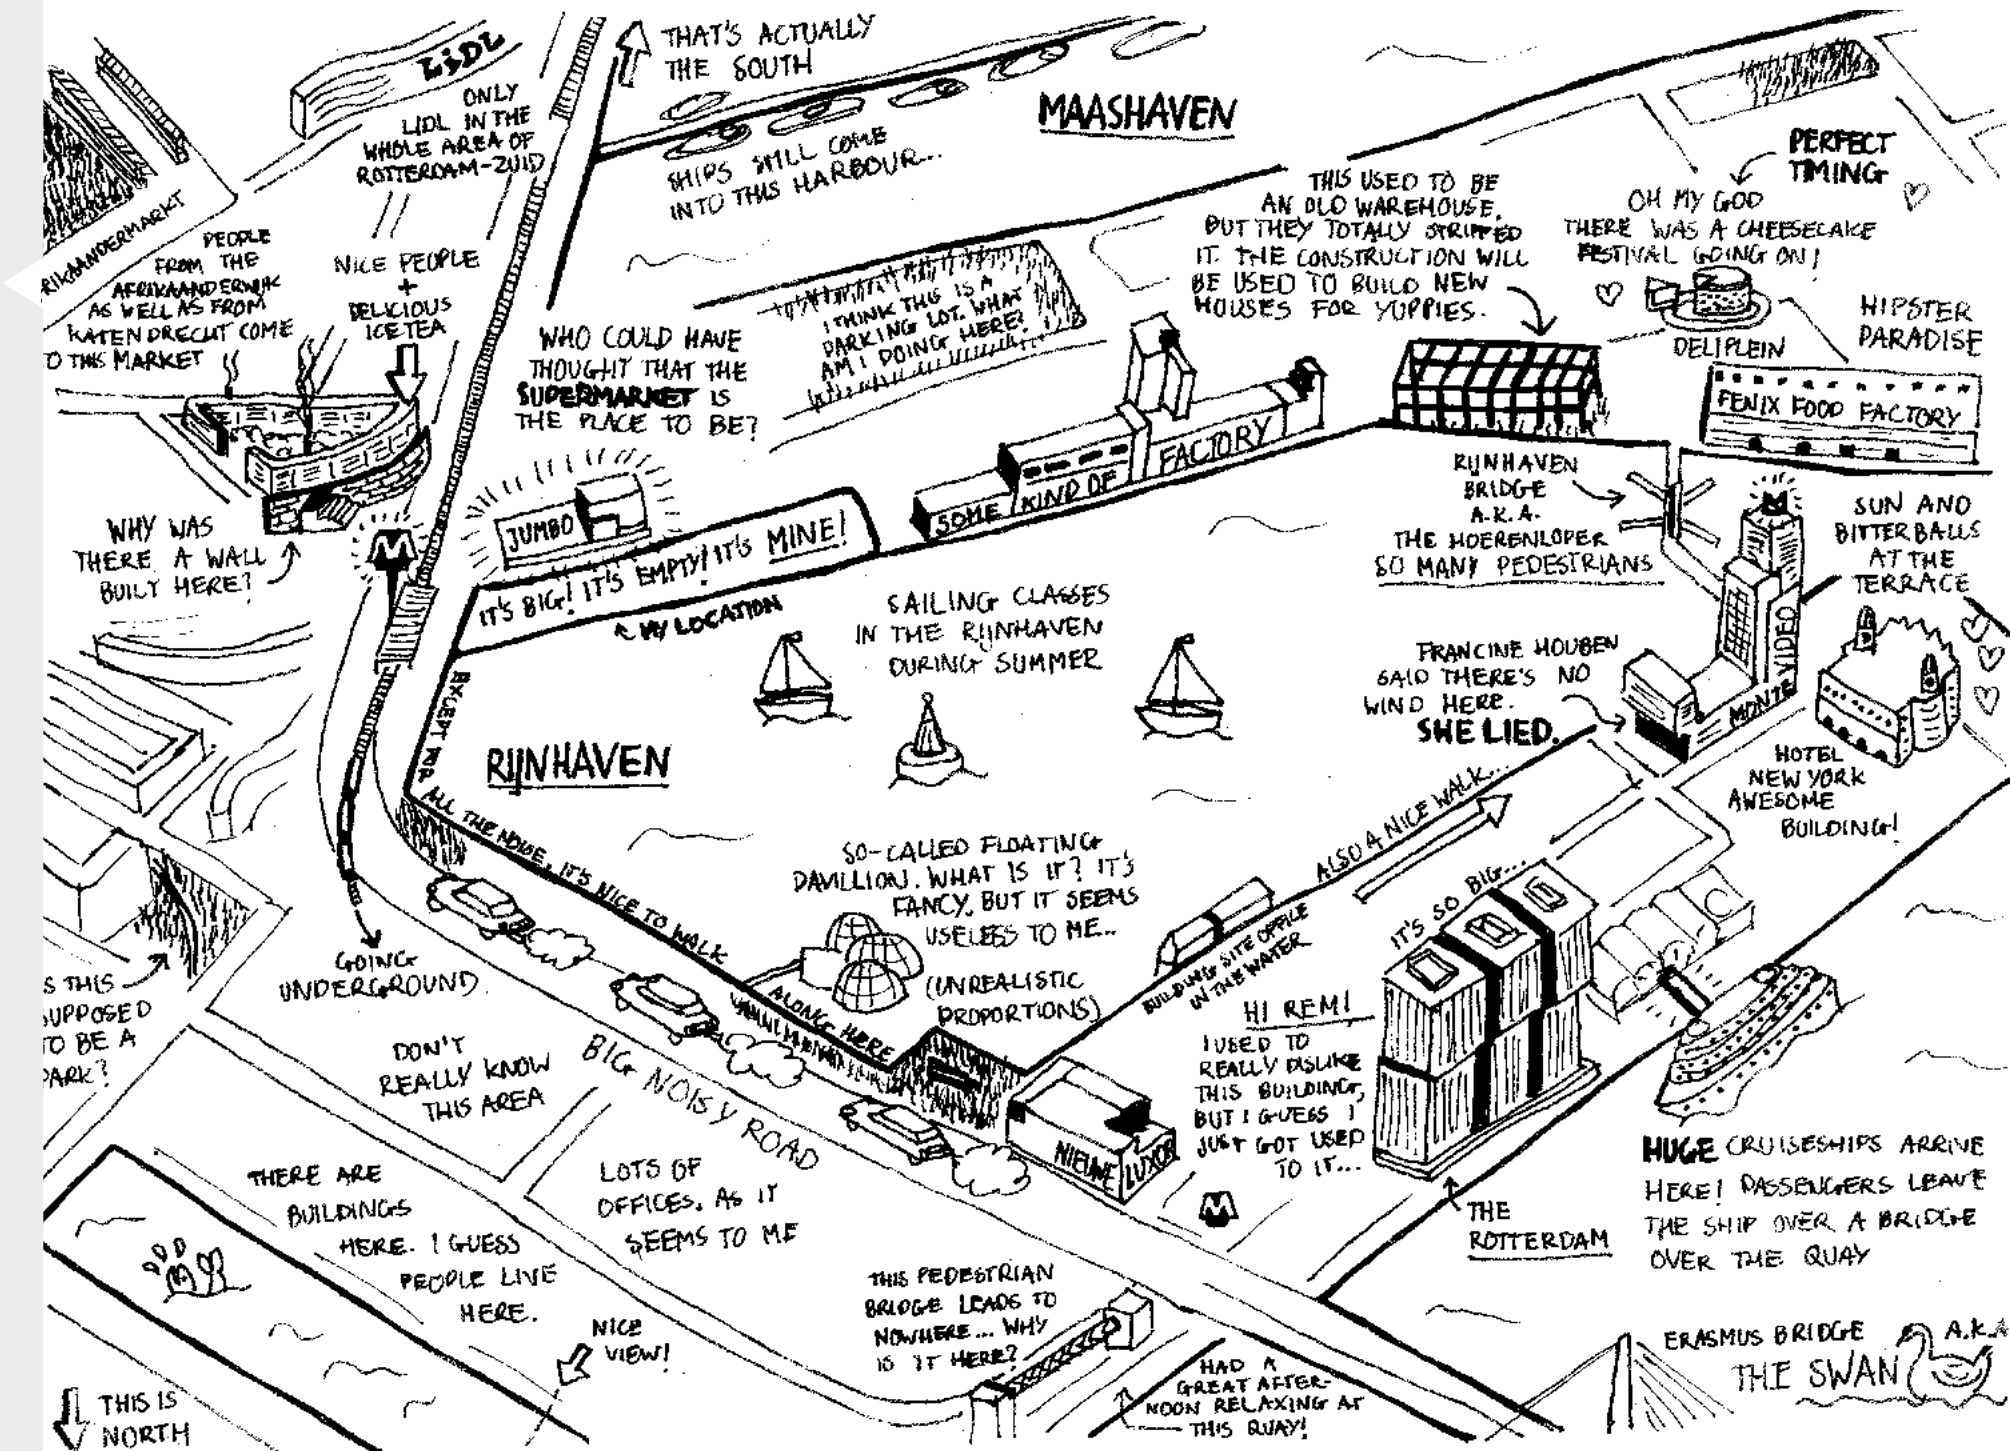 LiDL
ONLY
LIDL IN THE
WHOLE AREA OF
ROTTERDAM-ZUID
THAT'S ACTUALLY
THE SOUTH
MAASHAVEN
SHIPS STILL COME
INTO THIS HARBOUR...
RIKAANDERMARKT
PEOPLE
FROM THE
AFRIKAANDERWIJK
AS WELL AS FROM
KATENDRECHT COME
O THIS MARKET
NICE PEOPLE
+
DELICIOUS
ICETEA
WHO COULD HAVE
THOUGHT THAT THE
SUPERMARKET IS
THE PLACE TO BE?
I THINK THIS IS A
PARKING LOT. WHAT
AM I DOING HERE?
THIS USED TO BE
AN OLD WAREHOUSE,
BUT THEY TOTALLY STRIPPED
IT. THE CONSTRUCTION WILL
BE USED TO BUILD NEW
HOUSES FOR YUPPIES.
PERFECT
TIMING
OH MY GOD
THERE WAS A CHEESECAKE
FESTIVAL GOING ON!
DELIPLEIN
HIPSTER
PARADISE
FENIX FOOD FACTORY
SOME KIND OF FACTORY
WHY WAS
THERE A WALL
BUILT HERE?
M
JUMBO
IT'S BIG! IT'S EMPTY! IT'S MINE!
MY LOCATION
RIJNHAVEN
BRIDGE
A.K.A.
THE HOERENLOPER
SO MANY PEDESTRIANS
M
SUN AND
BITTERBALLS
AT THE
TERRACE
SAILING CLASSES
IN THE RIJNHAVEN
DURING SUMMER
FRANCINE HOUBEN
SAID THERE'S NO
WIND HERE.
SHE LIED.
MONTE VIDEO
HOTEL
NEW YORK
AWESOME
BUILDING!
RIJNHAVEN
EXCEPT FOR
ALL THE NOISE, IT'S NICE TO WALK
ALONG HERE
SO-CALLED FLOATING
PAVILLION. WHAT IS IT? IT'S
FANCY, BUT IT SEEMS
USELESS TO ME...
(UNREALISTIC
PROPORTIONS)
ALSO A NICE WALK...
BUILDING SITE OFFICE
IN THE WATER
IT'S SO BIG...
GOING
UNDERGROUND.
S THIS
UPPOSED
TO BE A
PARK?
DON'T
REALLY KNOW
THIS AREA
BIG NOISY ROAD
HI REM!
I USED TO
REALLY DISLIKE
THIS BUILDING,
BUT I GUESS I
JUST GOT USED
TO IT...
NIEUWE LUXOR
M
THE
ROTTERDAM
HUGE CRUISESHIPS ARRIVE
HERE! PASSENGERS LEAVE
THE SHIP OVER A BRIDGE
OVER THE QUAY
THERE ARE
BUILDINGS
HERE. I GUESS
PEOPLE LIVE
HERE.
LOTS OF
OFFICES. AS IT
SEEMS TO ME
NICE
VIEW!
THIS PEDESTRIAN
BRIDGE LEADS TO
NOWHERE... WHY
IS IT HERE?
HAD A
GREAT AFTER-
NOON RELAXING AT
THIS QUAY!
ERASMUS BRIDGE A.K.A
THE SWAN
THIS IS
NORTH